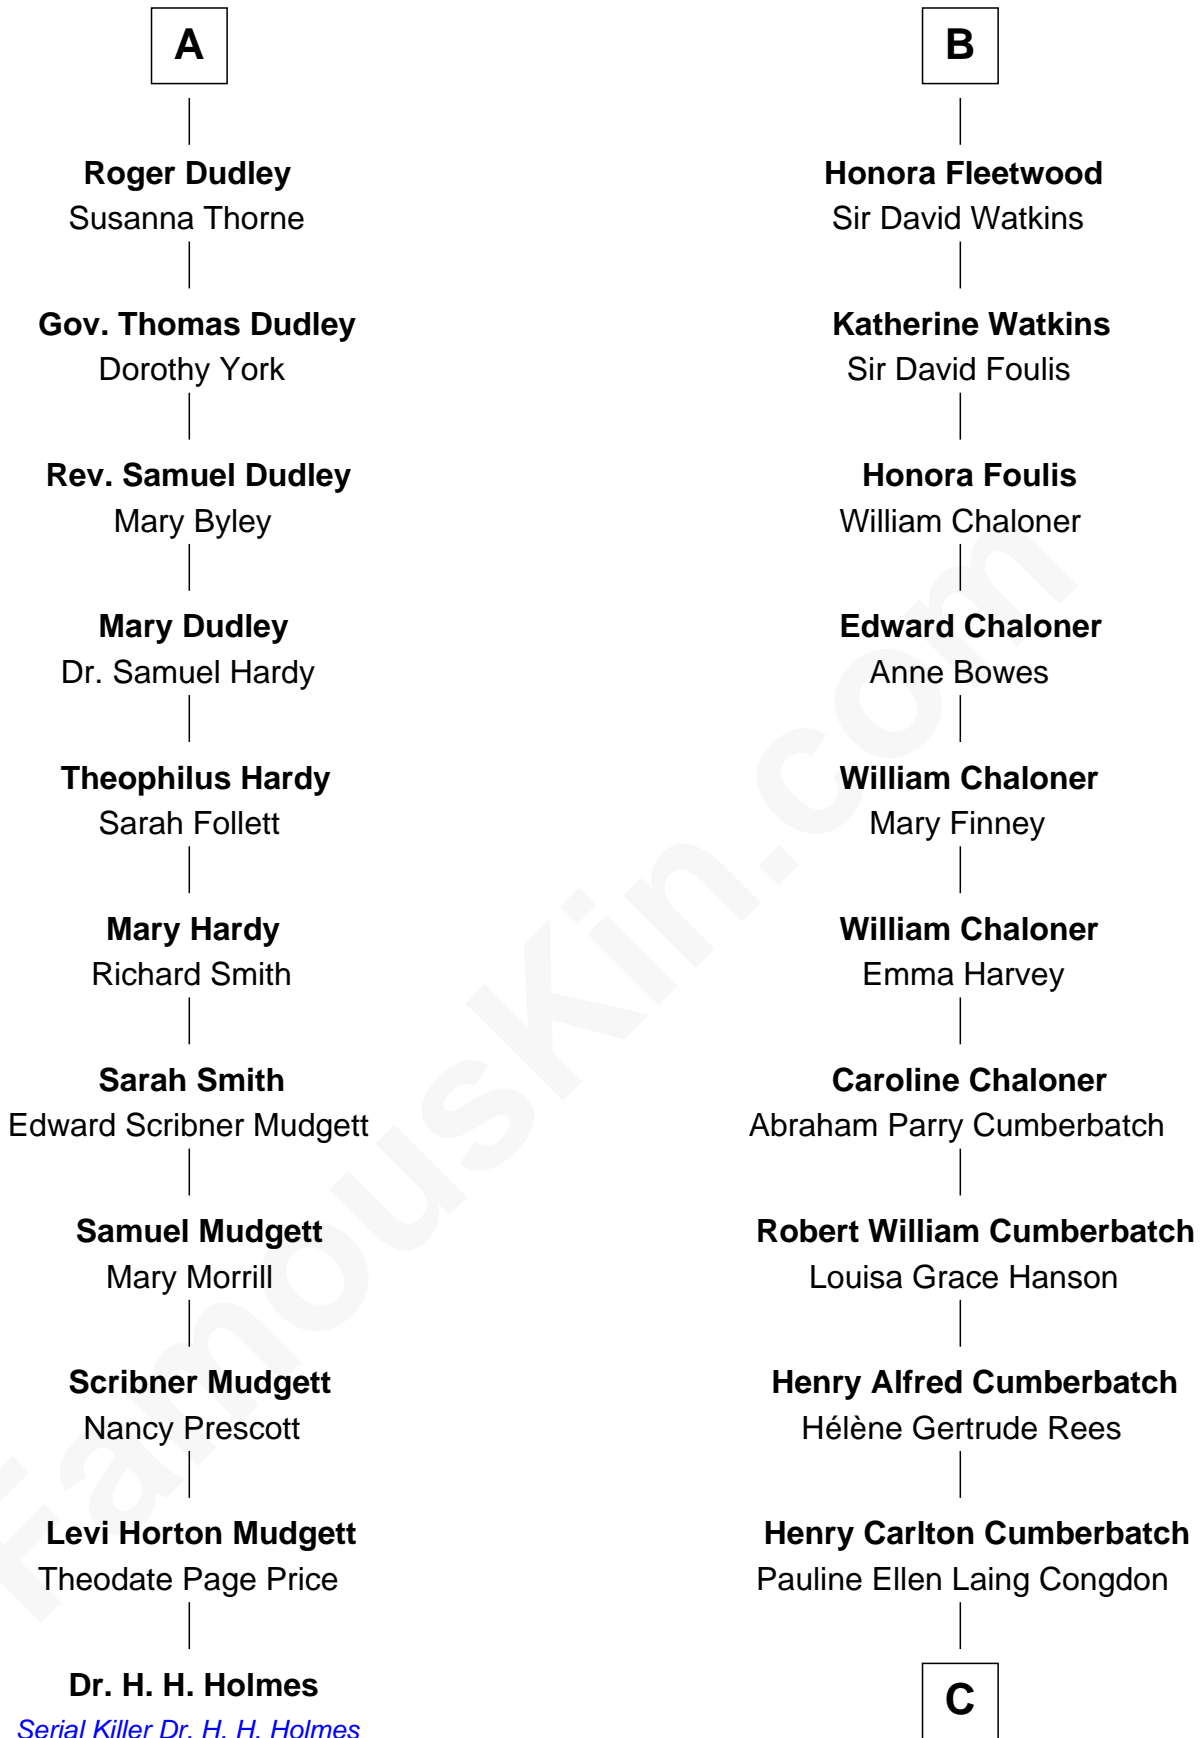 A
Roger Dudley
Susanna Thorne
Gov. Thomas Dudley
Dorothy York
Rev. Samuel Dudley
Mary Byley
Mary Dudley
Dr. Samuel Hardy
Theophilus Hardy
Sarah Follett
Mary Hardy
Richard Smith
Sarah Smith
Edward Scribner Mudgett
Samuel Mudgett
Mary Morrill
Scribner Mudgett
Nancy Prescott
Levi Horton Mudgett
Theodate Page Price
Dr. H. H. Holmes
Serial Killer Dr. H. H. Holmes
B
Honora Fleetwood
Sir David Watkins
Katherine Watkins
Sir David Foulis
Honora Foulis
William Chaloner
Edward Chaloner
Anne Bowes
William Chaloner
Mary Finney
William Chaloner
Emma Harvey
Caroline Chaloner
Abraham Parry Cumberbatch
Robert William Cumberbatch
Louisa Grace Hanson
Henry Alfred Cumberbatch
Hélène Gertrude Rees
Henry Carlton Cumberbatch
Pauline Ellen Laing Congdon
C
FamousKin.com